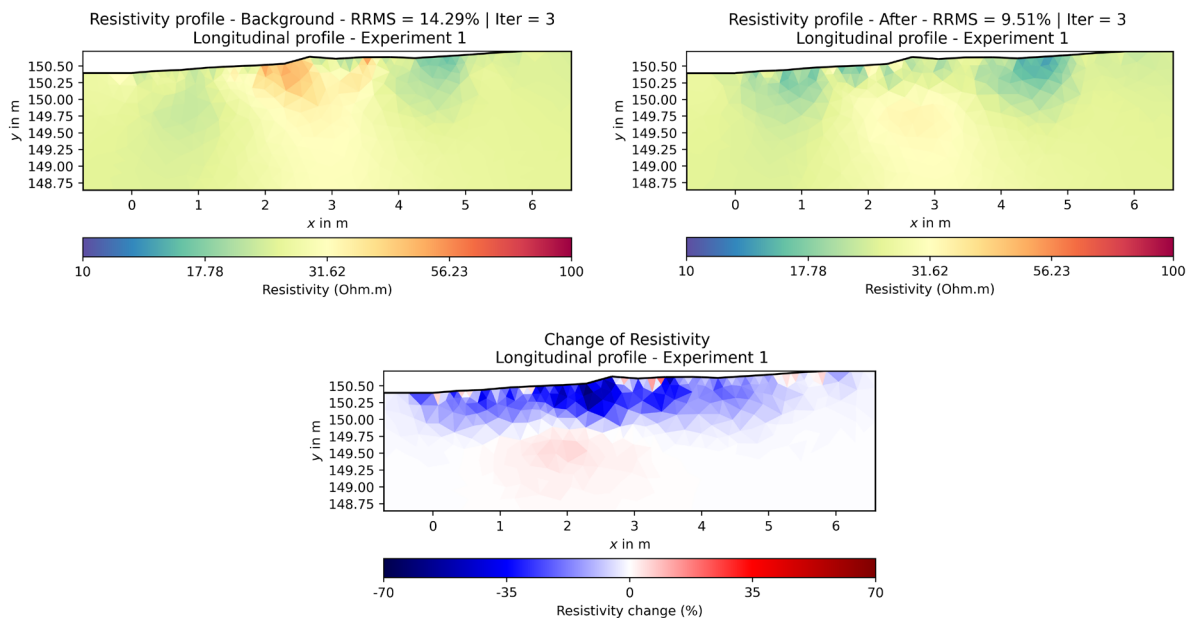 Resistivity profile - Background - RRMS = 14.29% | Iter = 3
Longitudinal profile - Experiment 1
150.50
150.25
150.00
149.75
149.50
149.25
149.00
148.75
y in m
0 1 2 3 4 5 6
x in m
10 17.78 31.62 56.23 100
Resistivity (Ohm.m)
Resistivity profile - After - RRMS = 9.51% | Iter = 3
Longitudinal profile - Experiment 1
150.50
150.25
150.00
149.75
149.50
149.25
149.00
148.75
y in m
0 1 2 3 4 5 6
x in m
10 17.78 31.62 56.23 100
Resistivity (Ohm.m)
Change of Resistivity
Longitudinal profile - Experiment 1
150.50
150.25
150.00
149.75
149.50
149.25
149.00
148.75
y in m
0 1 2 3 4 5 6
x in m
-70 -35 0 35 70
Resistivity change (%)